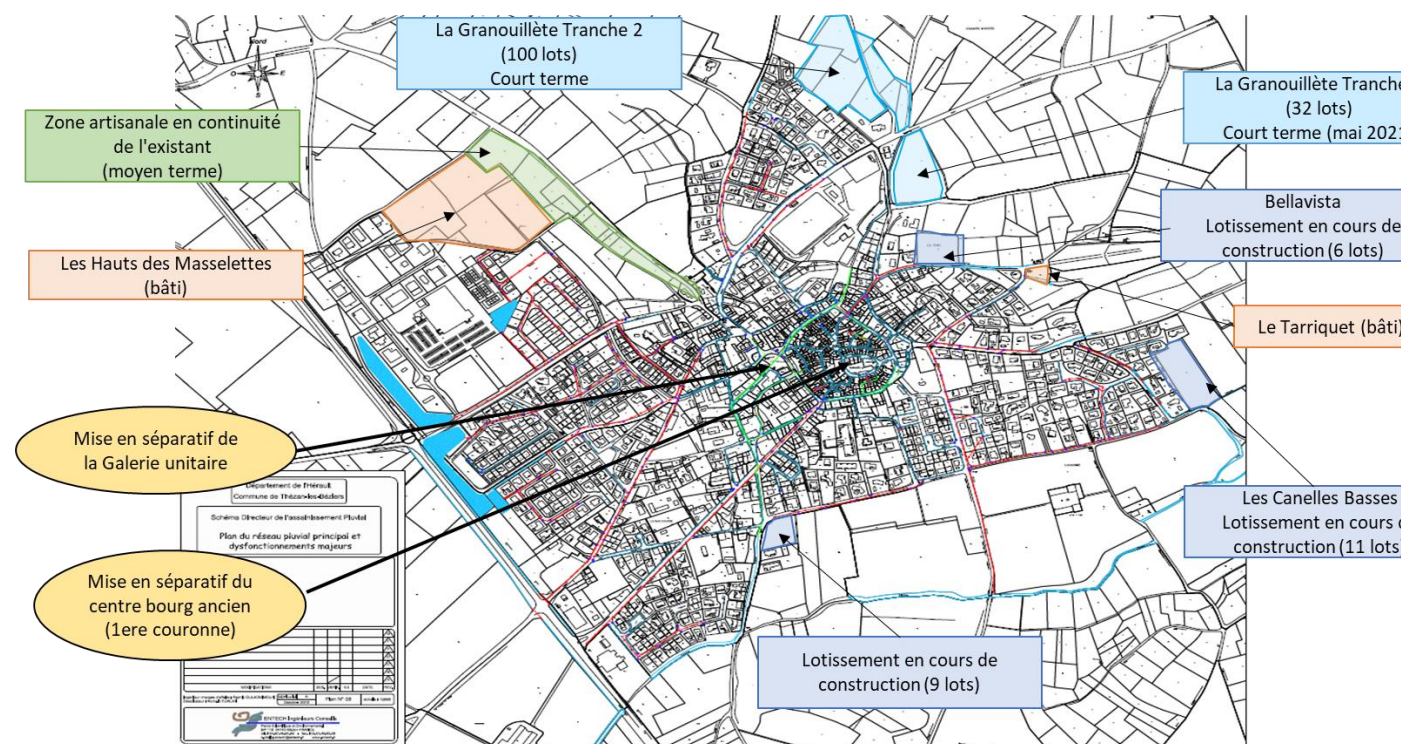 La Granouillète Tranche 2
(100 lots)
Court terme
La Granouillète Tranche
(32 lots)
Court terme (mai 2021
Zone artisanale en continuité
de l'existant
(moyen terme)
Bellavista
Lotissement en cours de
construction (6 lots)
Les Hauts des Masselettes
(bâti)
Le Tarriquet (bâti)
Mise en séparatif de
la Galerie unitaire
Les Canelles Basses
Lotissement en cours d
construction (11 lots)
Mise en séparatif du
centre bourg ancien
(1ere couronne)
Lotissement en cours de
construction (9 lots)
Nord
O
E
S
Département de l'Hérault
Commune de Thézan-les-Béziers
Schéma Directeur de l'assainissement Pluvial
Plan du réseau pluvial principal et
dysfonctionnements majeurs
ENTECH Ingénieurs Conseils